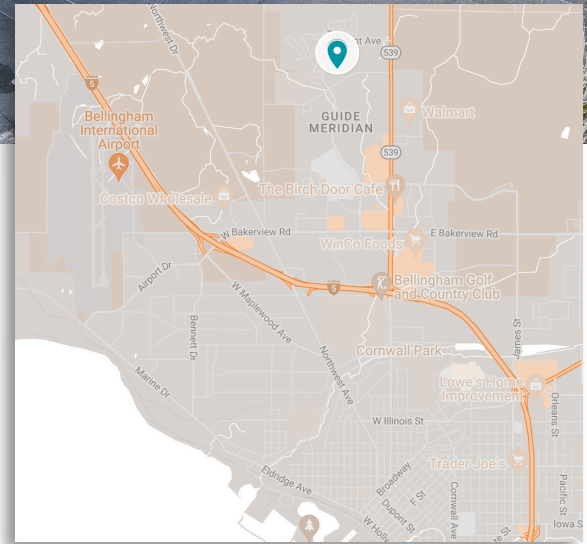 Northwest Dr
nt Ave
539
5
GUIDE
MERIDIAN
Walmart
Bellingham
International
Airport
539
Costco Wholesale
The Birch Door Cafe
W Bakerview Rd
E Bakerview Rd
WinCo Foods
Airport Dr
5
Bellingham Golf
and Country Club
W Maplewood Ave
Bennett Dr
James St
Northwest Ave
Cornwall Park
Marine Dr
Lowe's Home
Improvement
Orleans St
W Illinois St
Trader Joe's
Eldridge Ave
Broadway
F St
Cornwall Ave
Pacific St
Dupont St
Iowa S
W Holly
te St